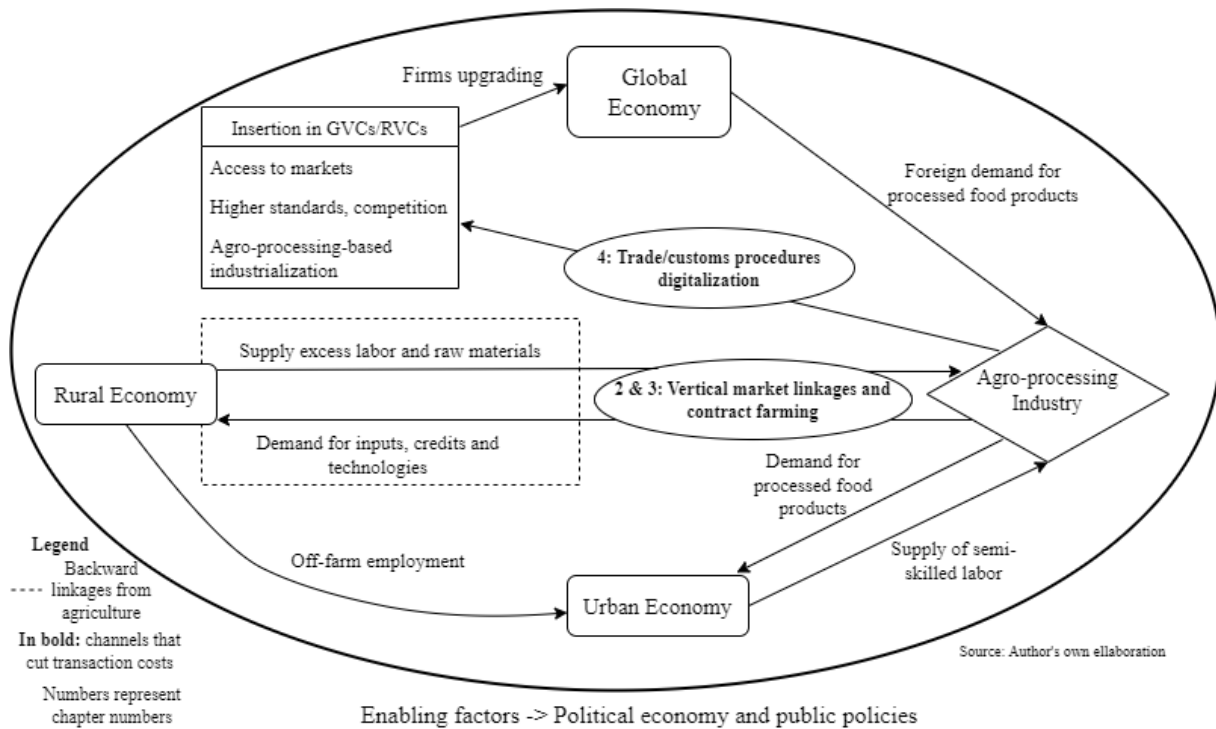 Firms upgrading
Global
Economy
Insertion in GVCs/RVCs
Access to markets
Higher standards, competition
Agro-processing-based
industrialization
Foreign demand for
processed food products
4: Trade/customs procedures
digitalization
Supply excess labor and raw materials
Rural Economy
2 & 3: Vertical market linkages and
contract farming
Agro-processing
Industry
Demand for inputs, credits and
technologies
Demand for
processed food
products
Off-farm employment
Supply of semi-
skilled labor
Urban Economy
Legend
Backward
---- linkages from
agriculture
In bold: channels that
cut transaction costs
Numbers represent
chapter numbers
Source: Author's own ellaboration
Enabling factors -> Political economy and public policies